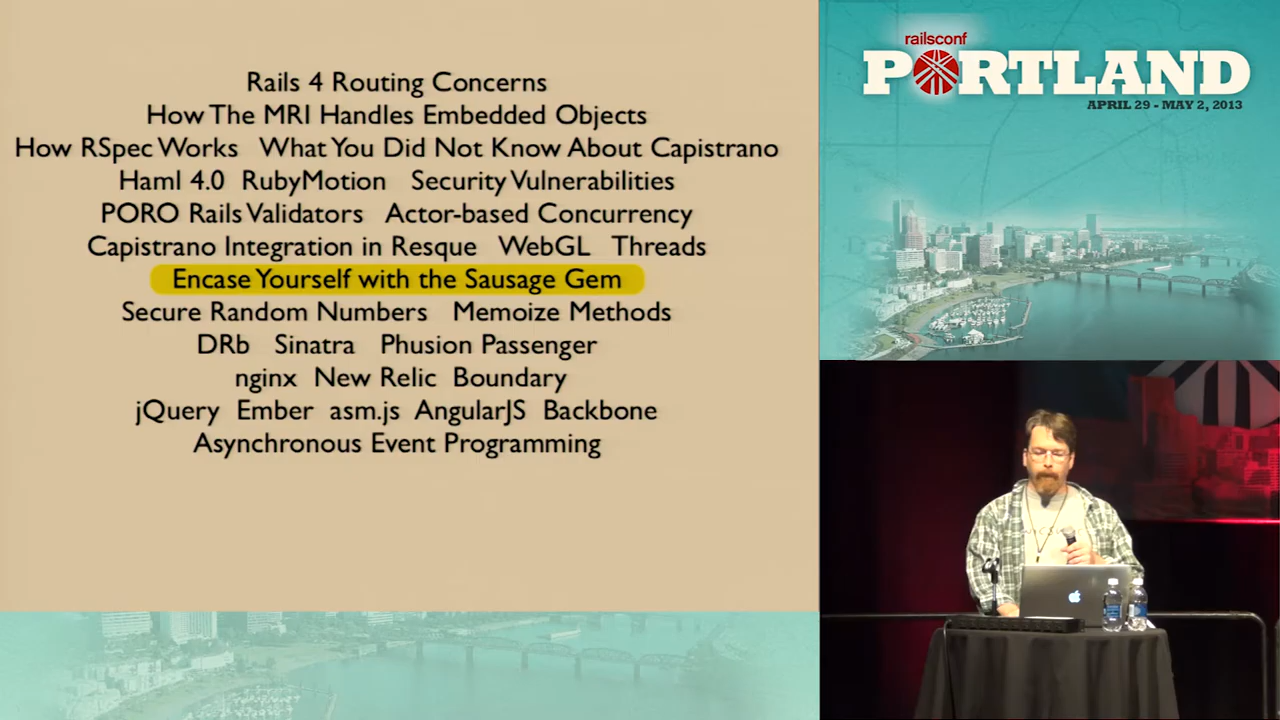 Rails 4 Routing Concerns
How The MRI Handles Embedded Objects
How RSpec Works What You Did Not Know About Capistrano
Haml 4.0 RubyMotion Security Vulnerabilities
PORO Rails Validators Actor-based Concurrency
Capistrano Integration in Resque WebGL Threads
Encase Yourself with the Sausage Gem
Secure Random Numbers Memoize Methods
DRb Sinatra Phusion Passenger
nginx New Relic Boundary
jQuery Ember asm.js AngularJS Backbone
Asynchronous Event Programming
railsconf
PORTLAND
APRIL 29 - MAY 2, 2013